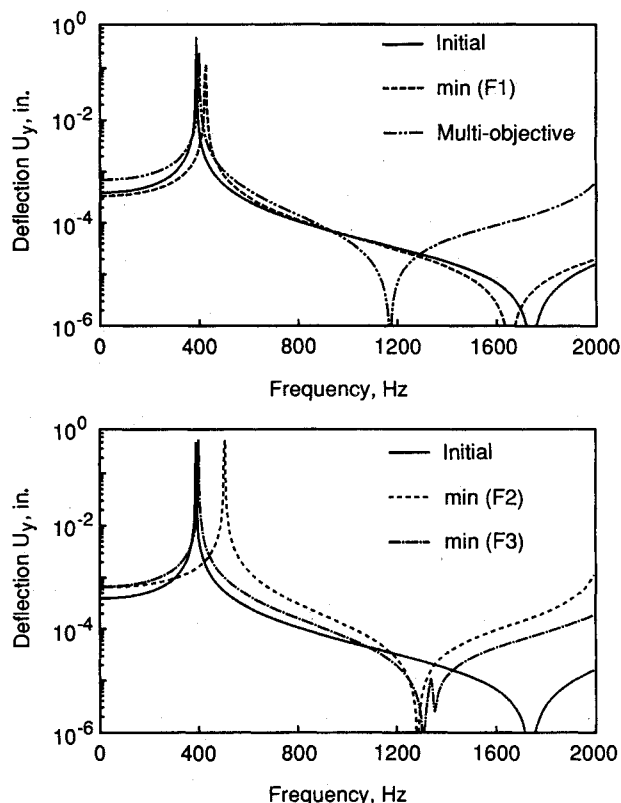 10^0
10^-2
10^-4
10^-6
Deflection U_y, in.
Initial
min (F1)
Multi-objective
0 400 800 1200 1600 2000
Frequency, Hz
10^0
10^-2
10^-4
10^-6
Deflection U_y, in.
Initial
min (F2)
min (F3)
0 400 800 1200 1600 2000
Frequency, Hz